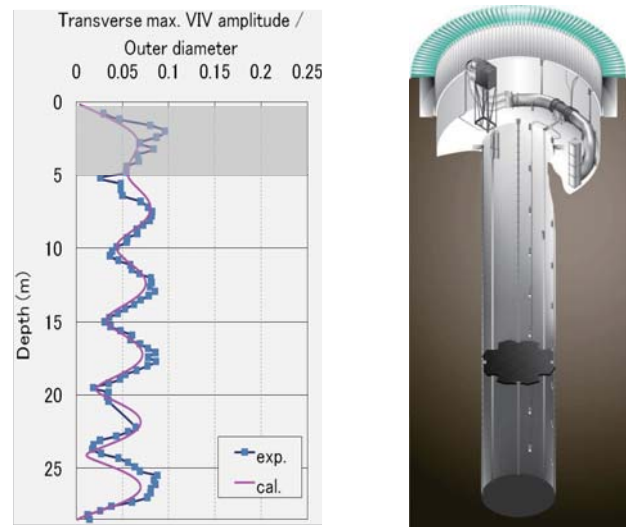 Transverse max. VIV amplitude /
Outer diameter
0 0.05 0.1 0.15 0.2 0.25
0
5
10
15
20
25
Depth (m)
exp.
cal.